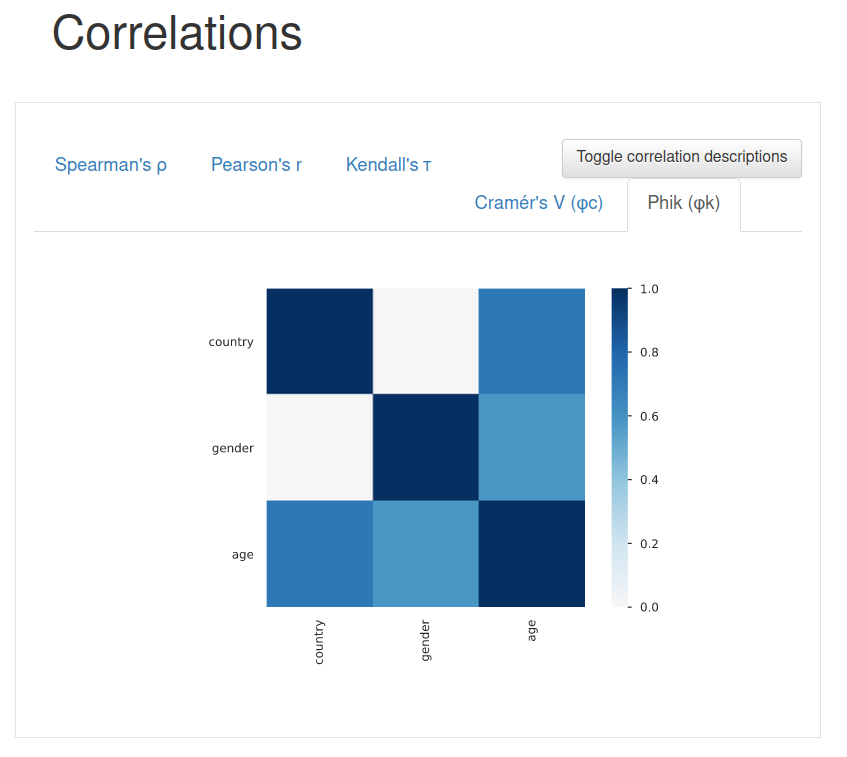 Correlations
Spearman's ρ Pearson's r Kendall's τ Toggle correlation descriptions
Cramér's V (φc) Phik (φk)
1.0
country
0.8
0.6
gender
0.4
0.2
age
0.0
country gender age